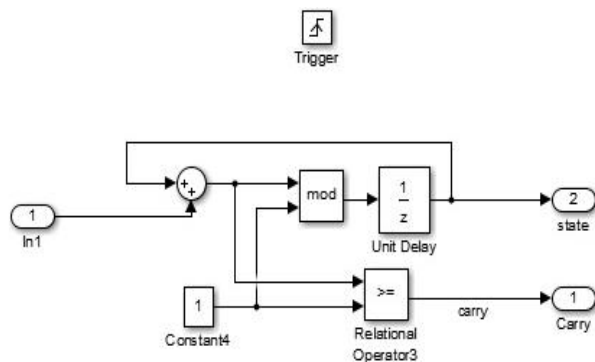 Trigger
+
+
mod
1
z
Unit Delay
2
state
1
In1
1
Constant4
>=
Relational
Operator3
carry
1
Carry